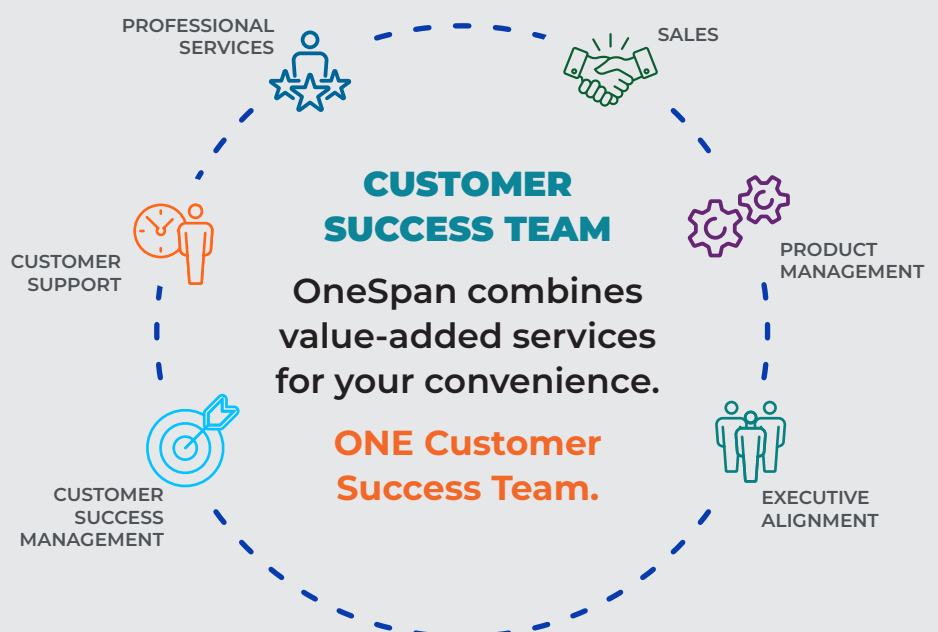 PROFESSIONAL
SERVICES
SALES
CUSTOMER
SUCCESS TEAM
OneSpan combines
value-added services
for your convenience.
ONE Customer
Success Team.
PRODUCT
MANAGEMENT
CUSTOMER
SUPPORT
EXECUTIVE
ALIGNMENT
CUSTOMER
SUCCESS
MANAGEMENT